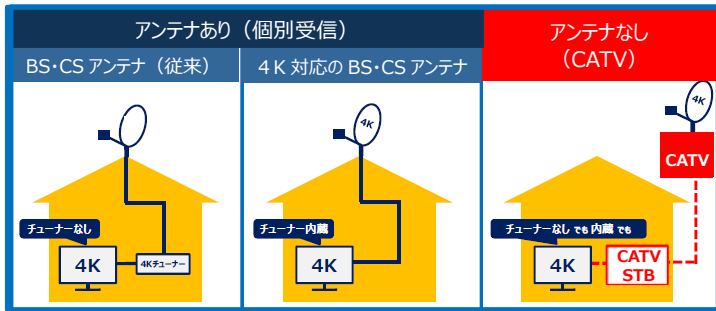 アンテナあり（個別受信）
アンテナなし
（CATV）
BS・CS アンテナ（従来）
4K 対応の BS・CS アンテナ
4K
4K
CATV
チューナーなし
チューナー内蔵
チューナーなし でも 内蔵 でも
4K
4Kチューナー
4K
4K
CATV
STB